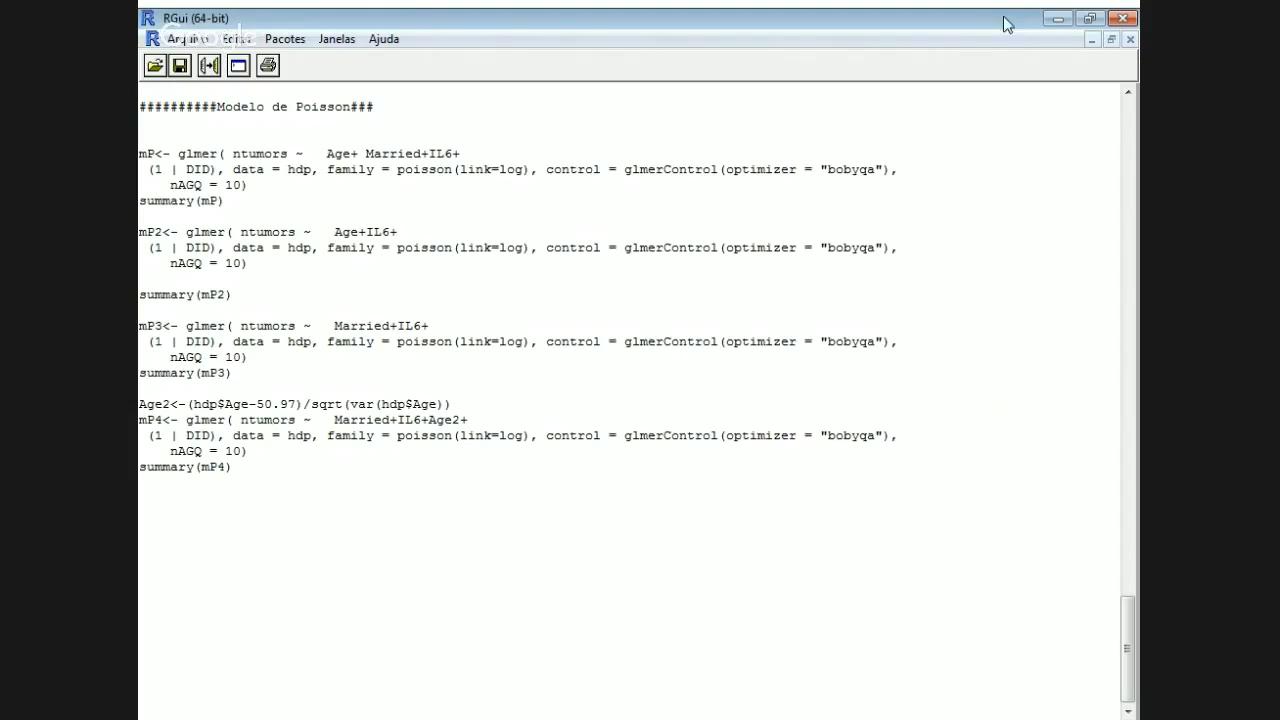 RGui (64-bit)
Google
Arquivo Editar Pacotes Janelas Ajuda
##########Modelo de Poisson###
mP<- glmer( ntumors ~ Age+ Married+IL6+
(1 | DID), data = hdp, family = poisson(link=log), control = glmerControl(optimizer = "bobyqa"),
nAGQ = 10)
summary(mP)
mP2<- glmer( ntumors ~ Age+IL6+
(1 | DID), data = hdp, family = poisson(link=log), control = glmerControl(optimizer = "bobyqa"),
nAGQ = 10)
summary(mP2)
mP3<- glmer( ntumors ~ Married+IL6+
(1 | DID), data = hdp, family = poisson(link=log), control = glmerControl(optimizer = "bobyqa"),
nAGQ = 10)
summary(mP3)
Age2<-(hdp$Age-50.97)/sqrt(var(hdp$Age))
mP4<- glmer( ntumors ~ Married+IL6+Age2+
(1 | DID), data = hdp, family = poisson(link=log), control = glmerControl(optimizer = "bobyqa"),
nAGQ = 10)
summary(mP4)